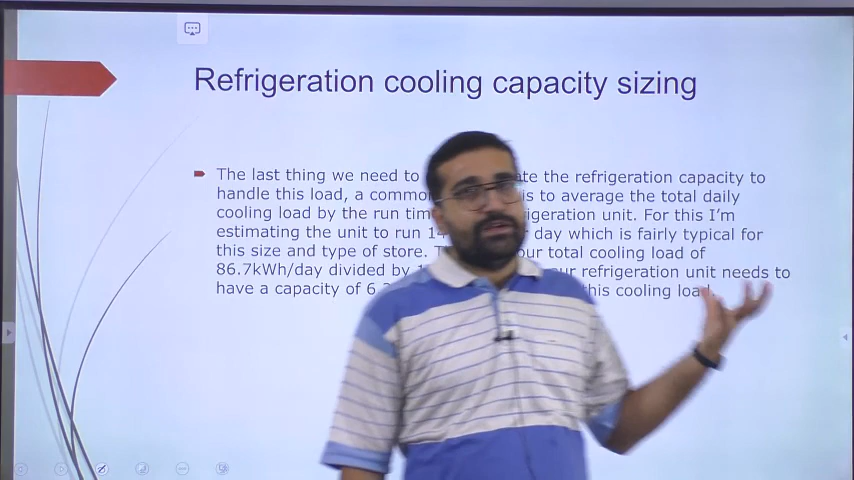 Refrigeration cooling capacity sizing
The last thing we need to ate the refrigeration capacity to
handle this load, a common is to average the total daily
cooling load by the run tim igeration unit. For this I'm
estimating the unit to run 14 day which is fairly typical for
this size and type of store. T our total cooling load of
86.7kWh/day divided by 1 our refrigeration unit needs to
have a capacity of 6 this cooling load